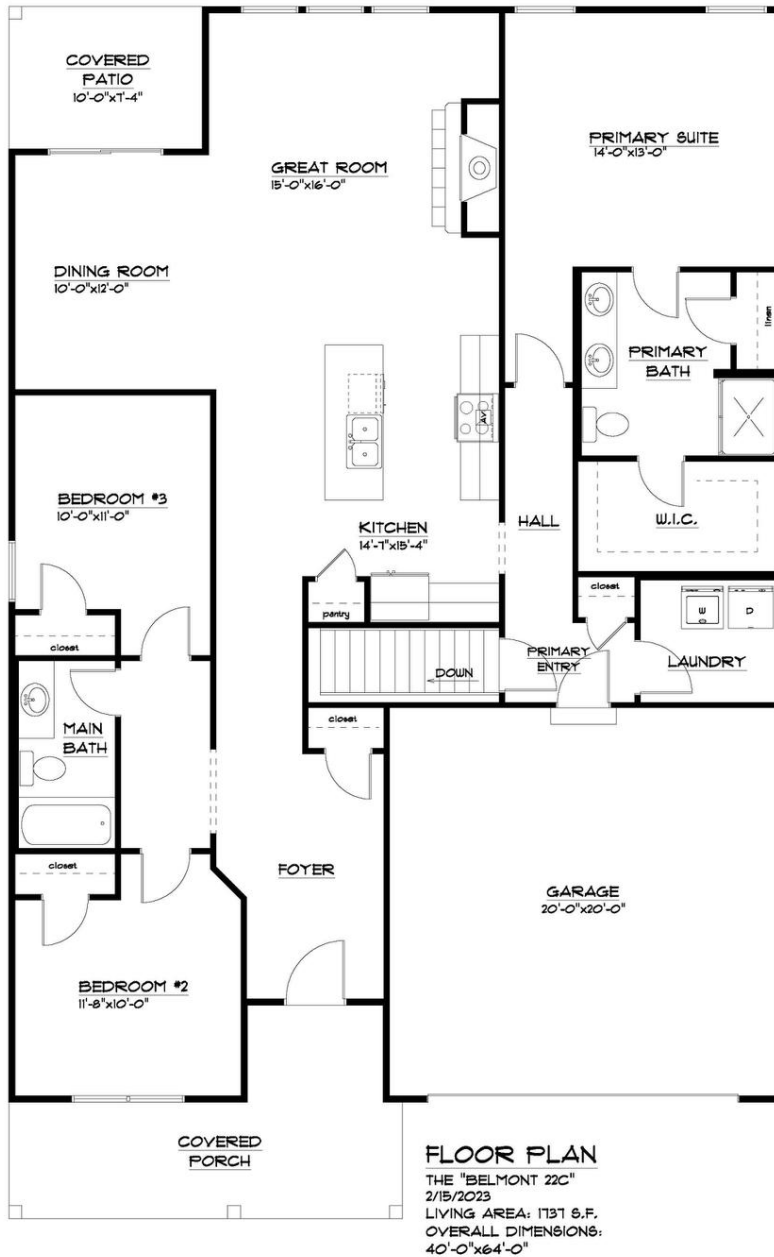 COVERED
PATIO
10'-0"x7'-4"
GREAT ROOM
15'-0"x16'-0"
PRIMARY SUITE
14'-0"x13'-0"
DINING ROOM
10'-0"x12'-0"
linen
PRIMARY
BATH
AV
BEDROOM #3
10'-0"x11'-0"
KITCHEN
14'-7"x15'-4"
HALL
W.I.C.
closet
pantry
W
D
closet
DOWN
PRIMARY
ENTRY
LAUNDRY
MAIN
BATH
closet
closet
FOYER
GARAGE
20'-0"x20'-0"
BEDROOM #2
11'-8"x10'-0"
COVERED
PORCH
FLOOR PLAN
THE "BELMONT 22C"
2/15/2023
LIVING AREA: 1737 S.F.
OVERALL DIMENSIONS:
40'-0"x64'-0"